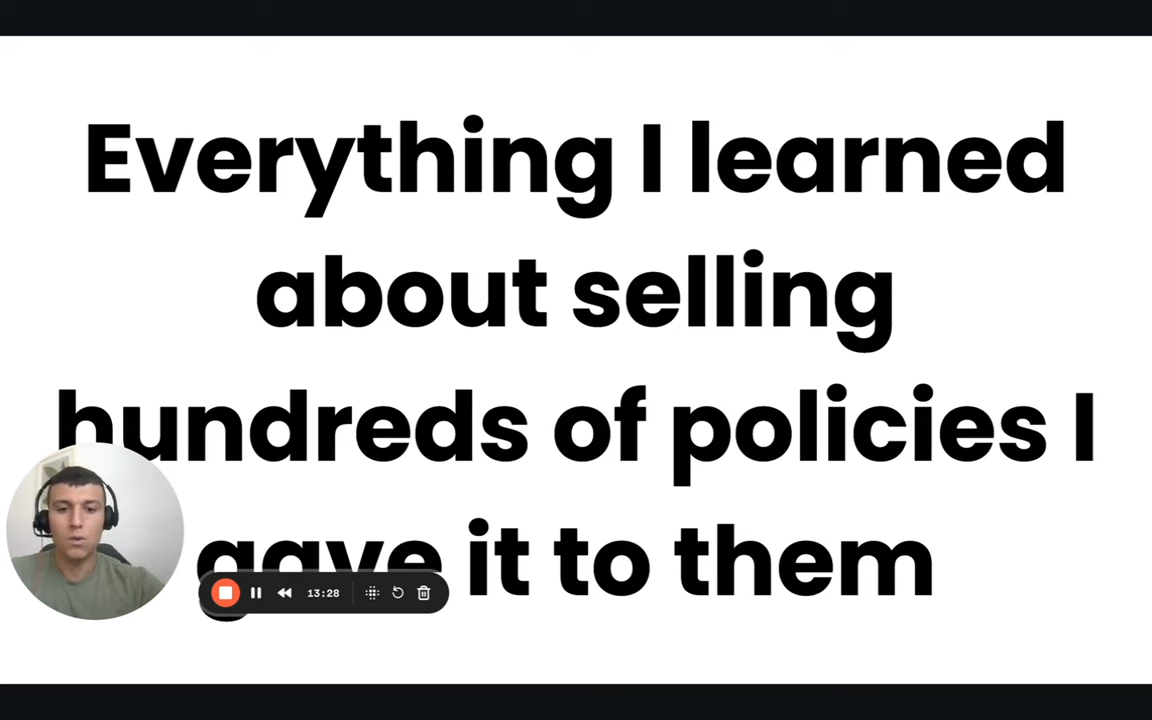 Everything I learned
about selling
hundreds of policies I
gave it to them
13:28